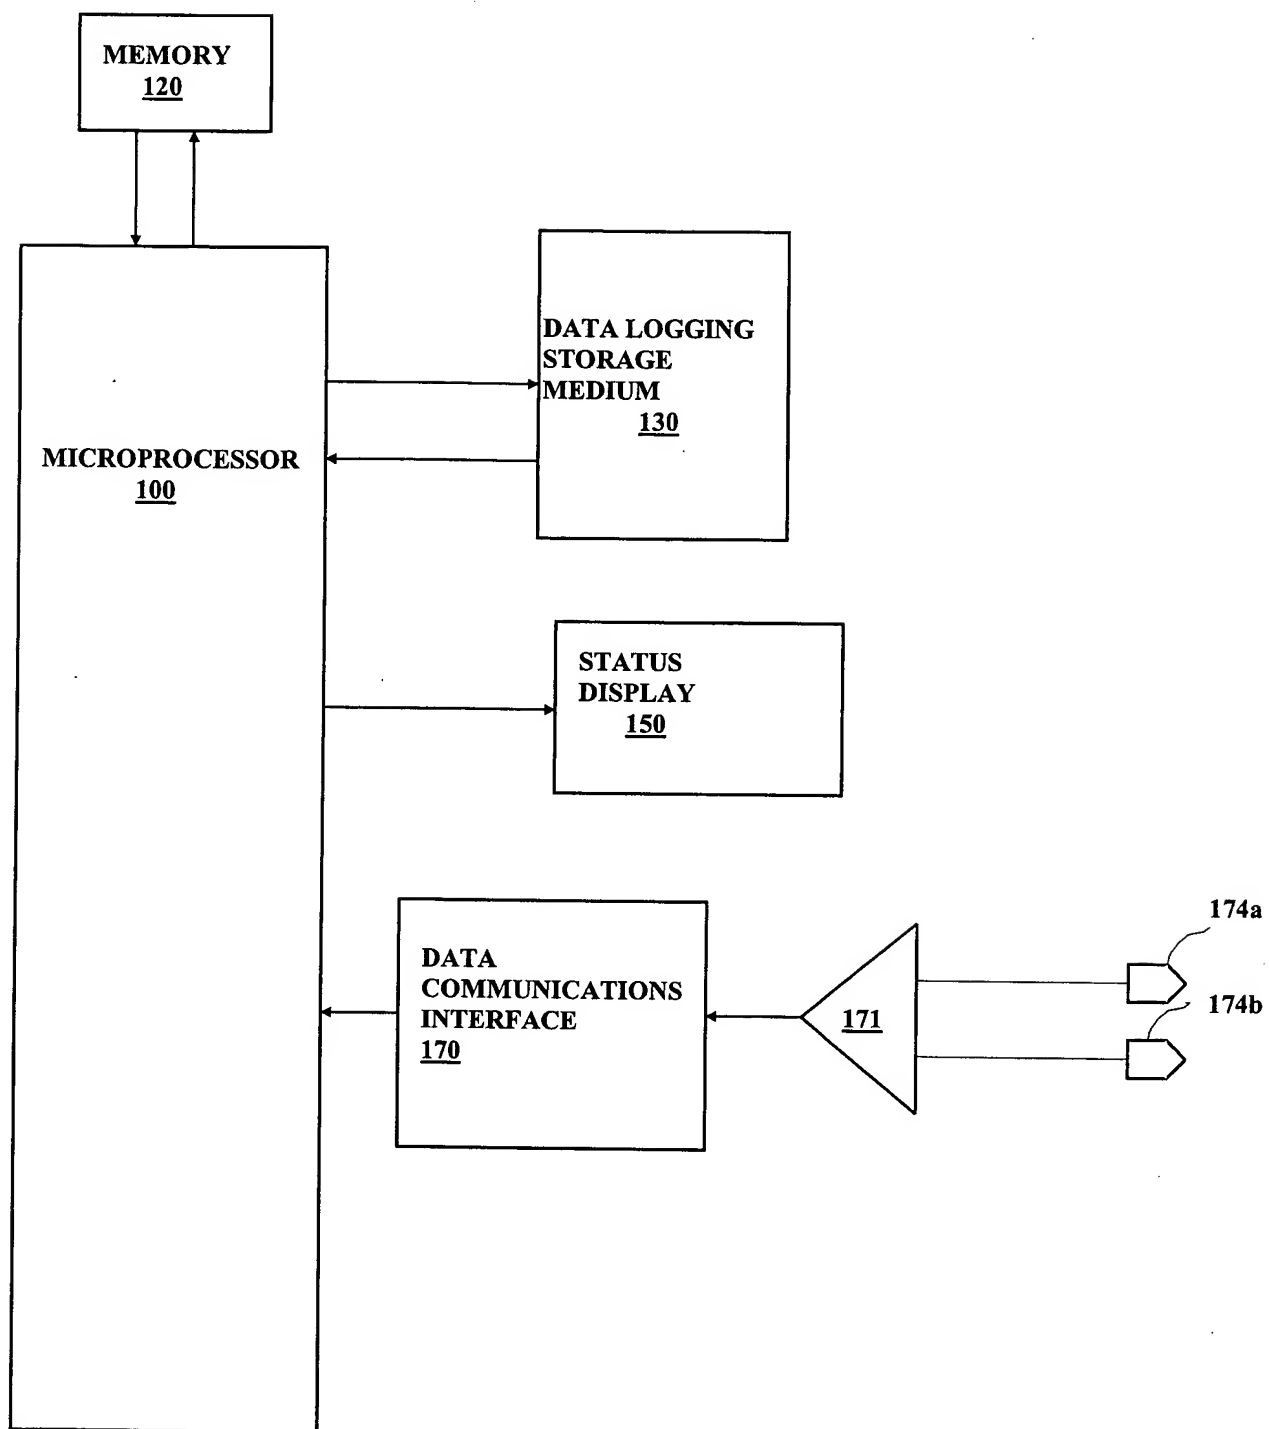 MEMORY
120
DATA LOGGING
STORAGE
MEDIUM
130
MICROPROCESSOR
100
STATUS
DISPLAY
150
174a
DATA
COMMUNICATIONS
INTERFACE
170
171
174b